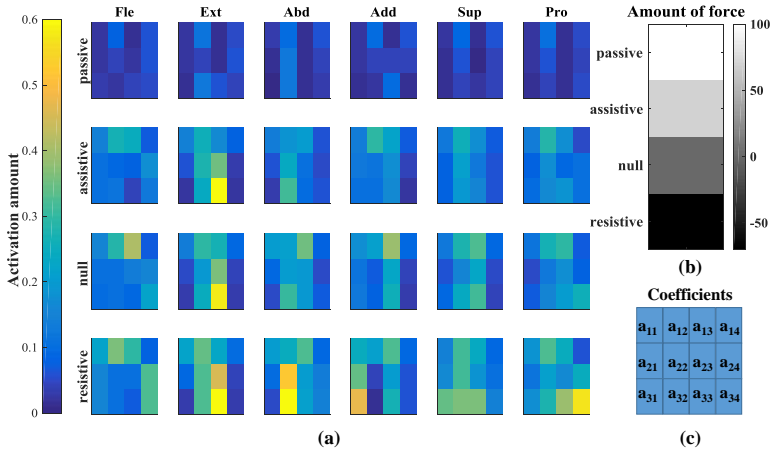 Fle Ext Abd Add Sup Pro
Amount of force
0.6
0.5
0.4
0.3
0.2
0.1
0
Activation amount
passive
assistive
null
resistive
(a)
passive
assistive
null
resistive
100
50
0
-50
(b)
Coefficients
a11 a12 a13 a14
a21 a22 a23 a24
a31 a32 a33 a34
(c)